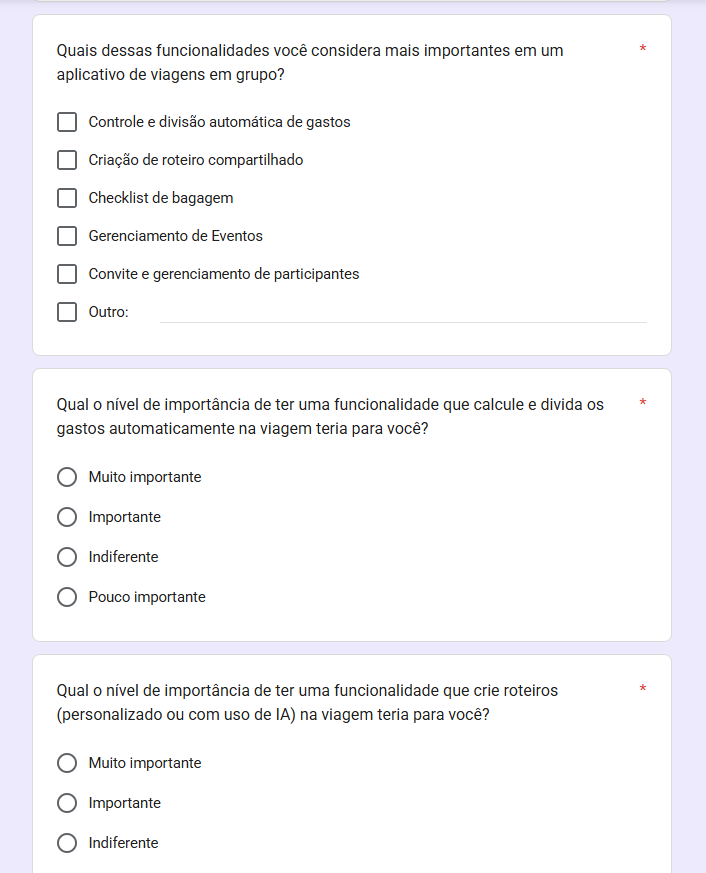 Quais dessas funcionalidades você considera mais importantes em um *
aplicativo de viagens em grupo?
Controle e divisão automática de gastos
Criação de roteiro compartilhado
Checklist de bagagem
Gerenciamento de Eventos
Convite e gerenciamento de participantes
Outro:
Qual o nível de importância de ter uma funcionalidade que calcule e divida os *
gastos automaticamente na viagem teria para você?
Muito importante
Importante
Indiferente
Pouco importante
Qual o nível de importância de ter uma funcionalidade que crie roteiros *
(personalizado ou com uso de IA) na viagem teria para você?
Muito importante
Importante
Indiferente